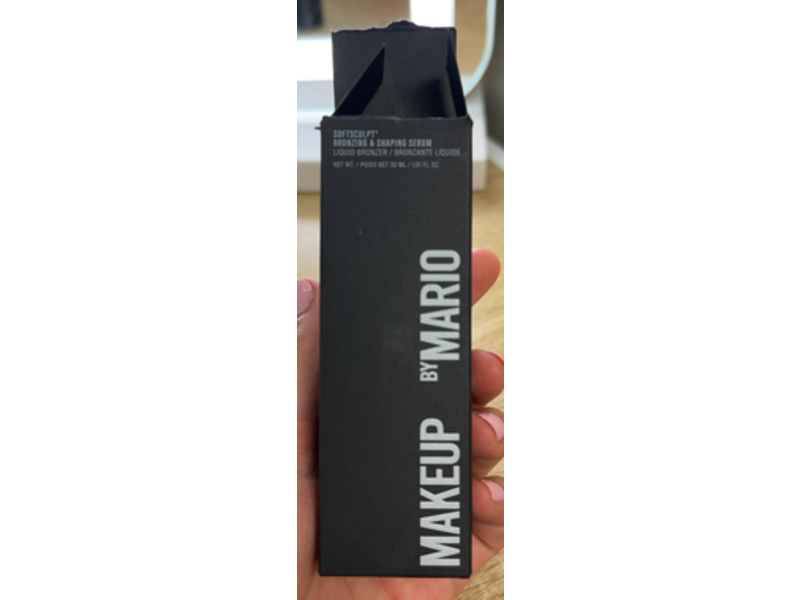 SOFTSCULPT®
BRONZING & SHAPING SERUM
LIQUID BRONZER / BRONZANTE LIQUIDE
NET WT. / POIDS NET 30 ML / 1.01 FL OZ
MAKEUP BY MARIO